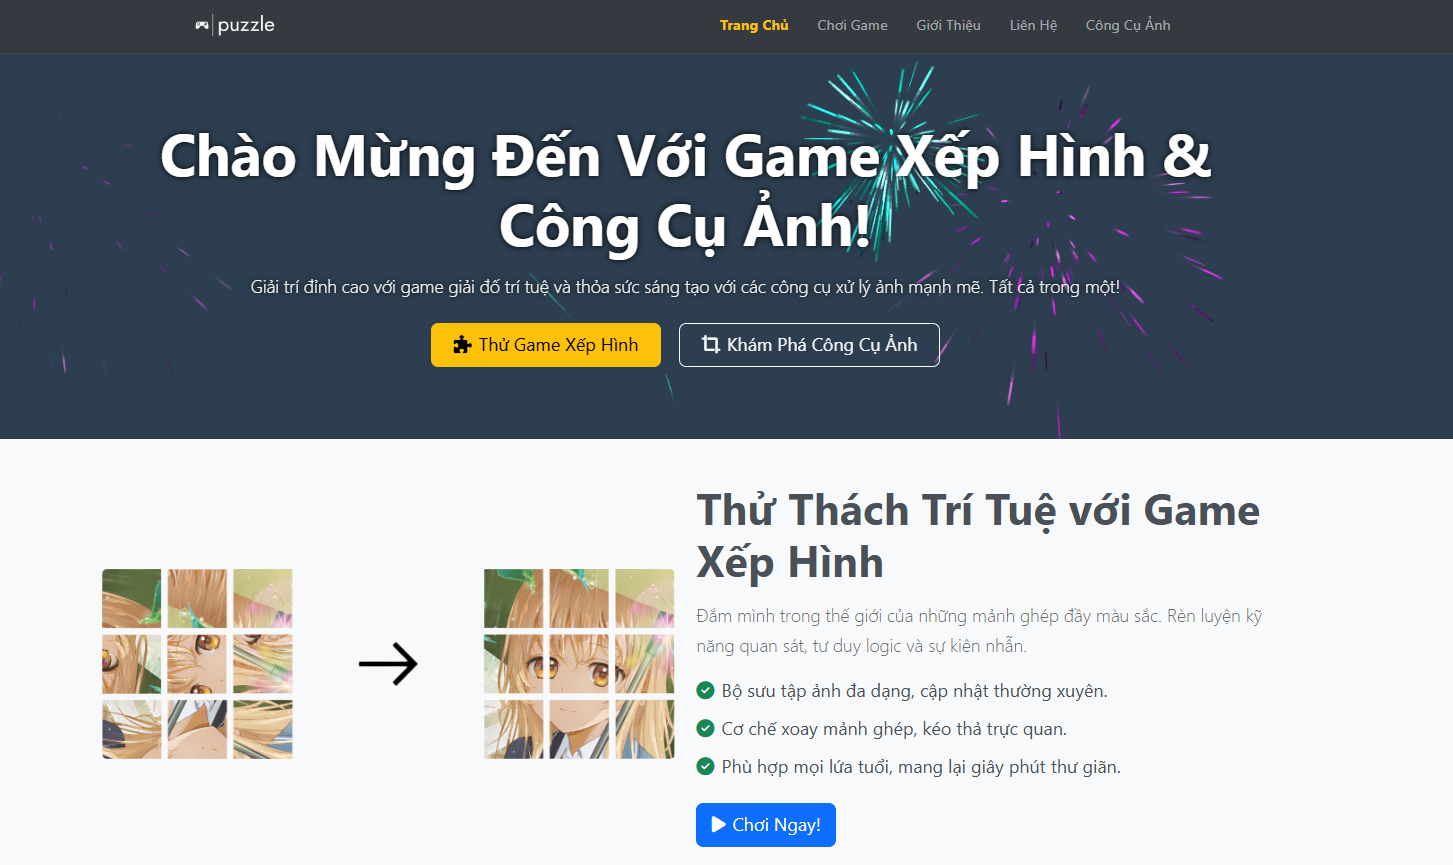 puzzle
Trang Chủ Chơi Game Giới Thiệu Liên Hệ Công Cụ Ảnh
Chào Mừng Đến Với Game Xếp Hình &
Công Cụ Ảnh!
Giải trí đỉnh cao với game giải đố trí tuệ và thỏa sức sáng tạo với các công cụ xử lý ảnh mạnh mẽ. Tất cả trong một!
Thử Game Xếp Hình
Khám Phá Công Cụ Ảnh
Thử Thách Trí Tuệ với Game
Xếp Hình
Đắm mình trong thế giới của những mảnh ghép đầy màu sắc. Rèn luyện kỹ
năng quan sát, tư duy logic và sự kiên nhẫn.
Bộ sưu tập ảnh đa dạng, cập nhật thường xuyên.
Cơ chế xoay mảnh ghép, kéo thả trực quan.
Phù hợp mọi lứa tuổi, mang lại giây phút thư giãn.
Chơi Ngay!